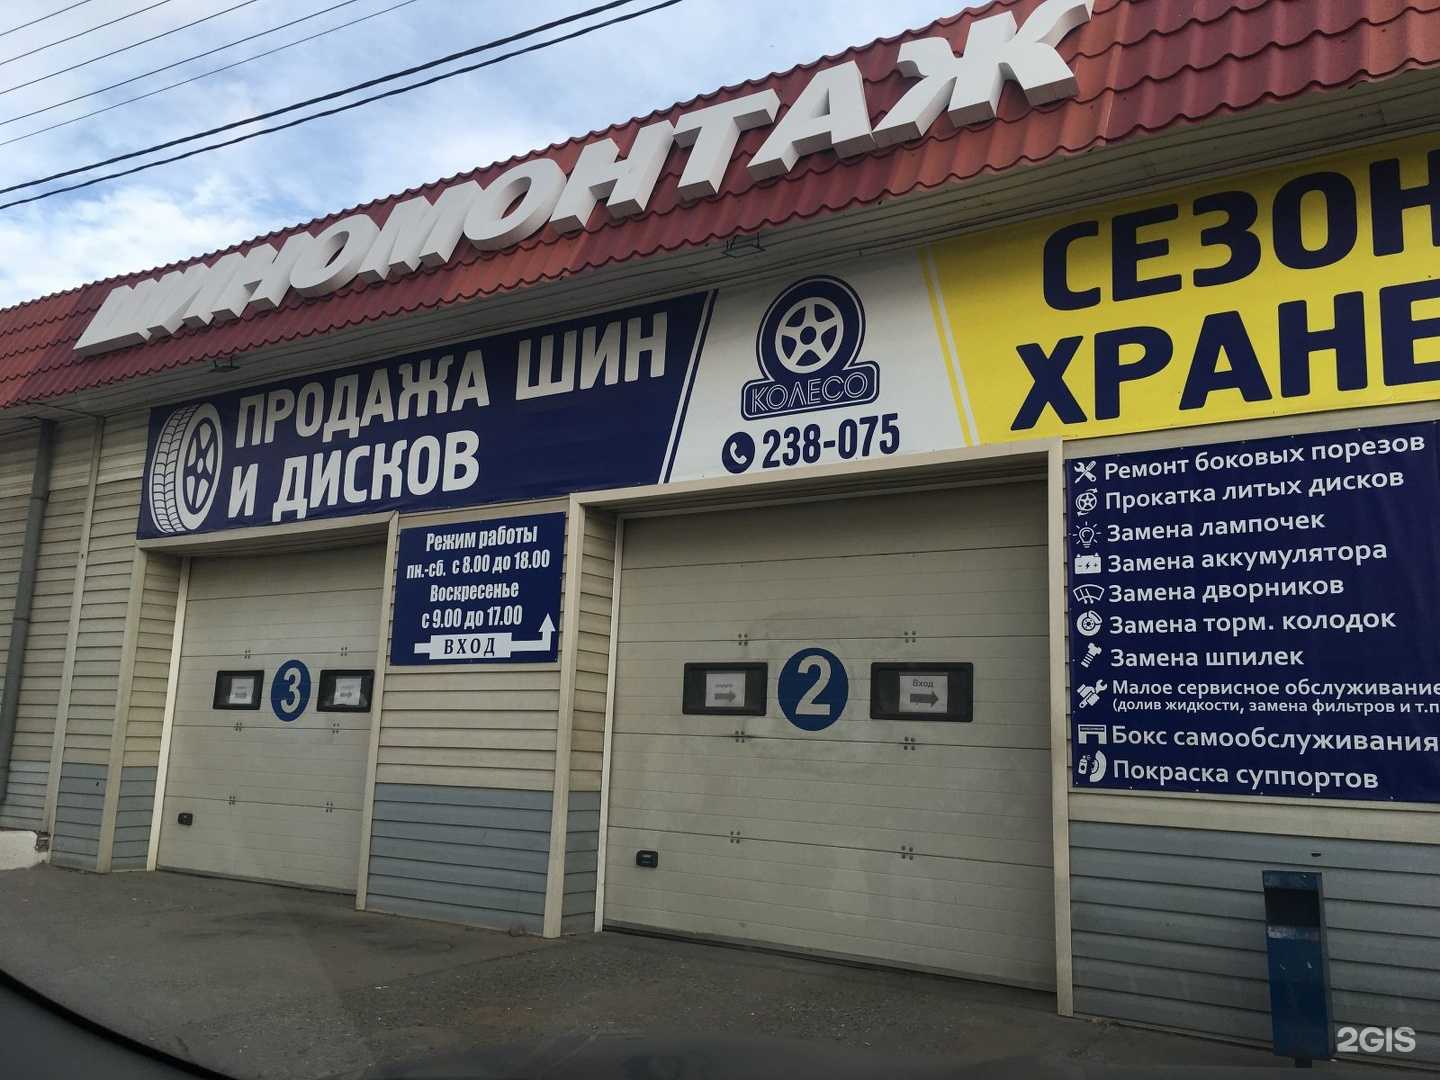 ШИНОМОНТАЖ
ПРОДАЖА ШИН
И ДИСКОВ
КОЛЕСО
238-075
СЕЗОН
ХРАНЕ
Режим работы
пн.-сб. с 8.00 до 18.00
Воскресенье
с 9.00 до 17.00
ВХОД
3
2
Вход
Ремонт боковых порезов
Прокатка литых дисков
Замена лампочек
Замена аккумулятора
Замена дворников
Замена торм. колодок
Замена шпилек
Малое сервисное обслуживание
(долив жидкости, замена фильтров и т.п
Бокс самообслуживания
Покраска суппортов
2GIS